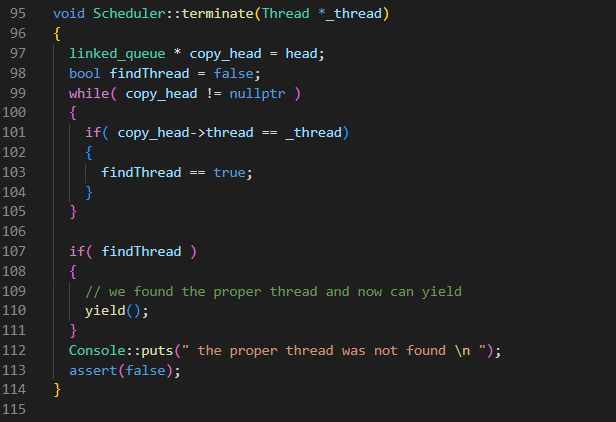 95 void Scheduler::terminate(Thread *_thread)
96 {
97 linked_queue * copy_head = head;
98 bool findThread = false;
99 while( copy_head != nullptr )
100 {
101 if( copy_head->thread == _thread)
102 {
103 findThread == true;
104 }
105 }
106
107 if( findThread )
108 {
109 // we found the proper thread and now can yield
110 yield();
111 }
112 Console::puts(" the proper thread was not found \n ");
113 assert(false);
114 }
115